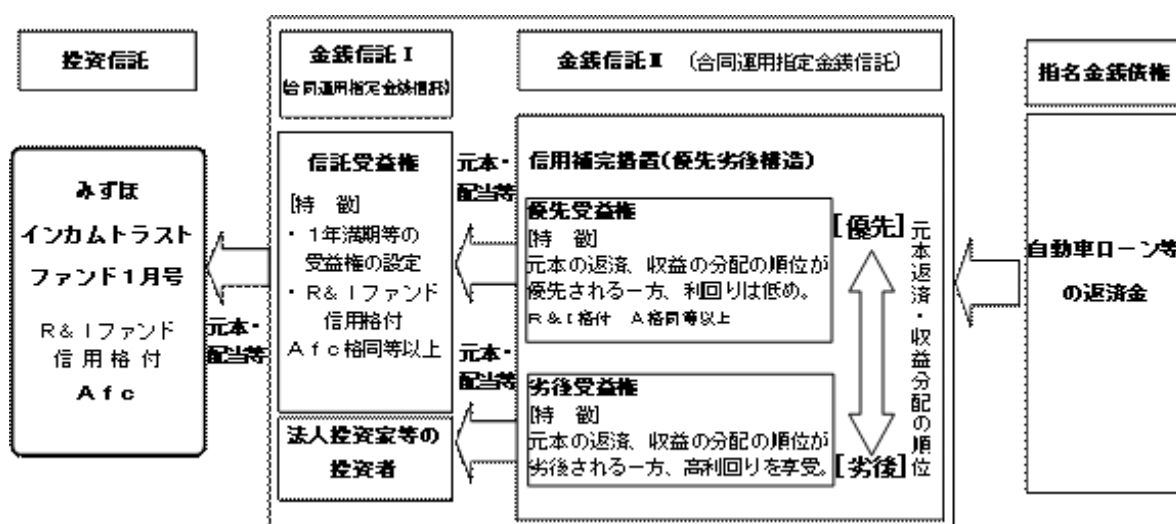 投資信託
みずほ
インカムトラスト
ファンド1月号
R&Iファンド
信用格付
Afc
元本・
配当等
金銭信託Ⅰ
(合同運用指定金銭信託)
信託受益権
[特 徴]
・1年満期等の
受益権の設定
・R&Iファンド
信用格付
Afc格同等以上
法人投資家等の
投資者
元本・
配当等
元本・
配当等
金銭信託Ⅱ (合同運用指定金銭信託)
信用補完措置(優先劣後構造)
優先受益権
[特 徴]
元本の返済、収益の分配の順位が
優先される一方、利回りは低め。
R&I格付 A格同等以上
劣後受益権
[特 徴]
元本の返済、収益の分配の順位が
劣後される一方、高利回りを享受。
[優先]
[劣後]
元本返済・収益分配の順位
指名金銭債権
自動車ローン等
の返済金